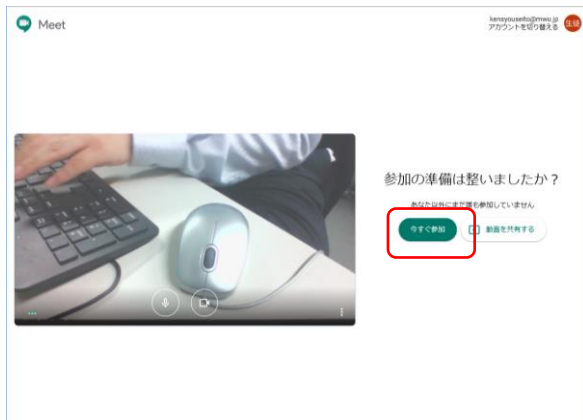 Meet
kensyouseito@mwu.jp
アカウントを切り替える
生徒
参加の準備は整いましたか？
あなた以外にまだ誰も参加していません
今すぐ参加
動画を共有する